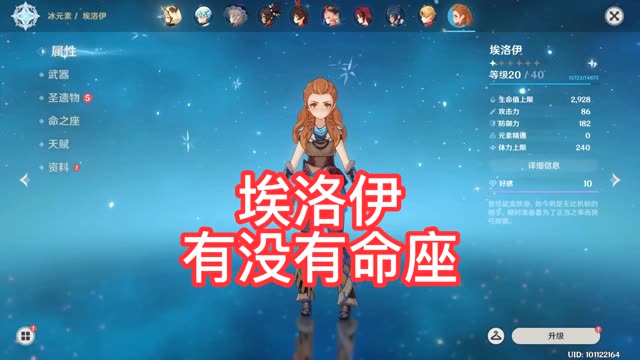 冰元素 / 埃洛伊
属性
武器
圣遗物 5
命之座
天赋
资料
埃洛伊
等级20 / 40
12723/14875
生命值上限 2,928
攻击力 86
防御力 182
元素精通 0
体力上限 240
详细信息
好感 10
埃洛伊
有没有命座
升级
UID: 101122164